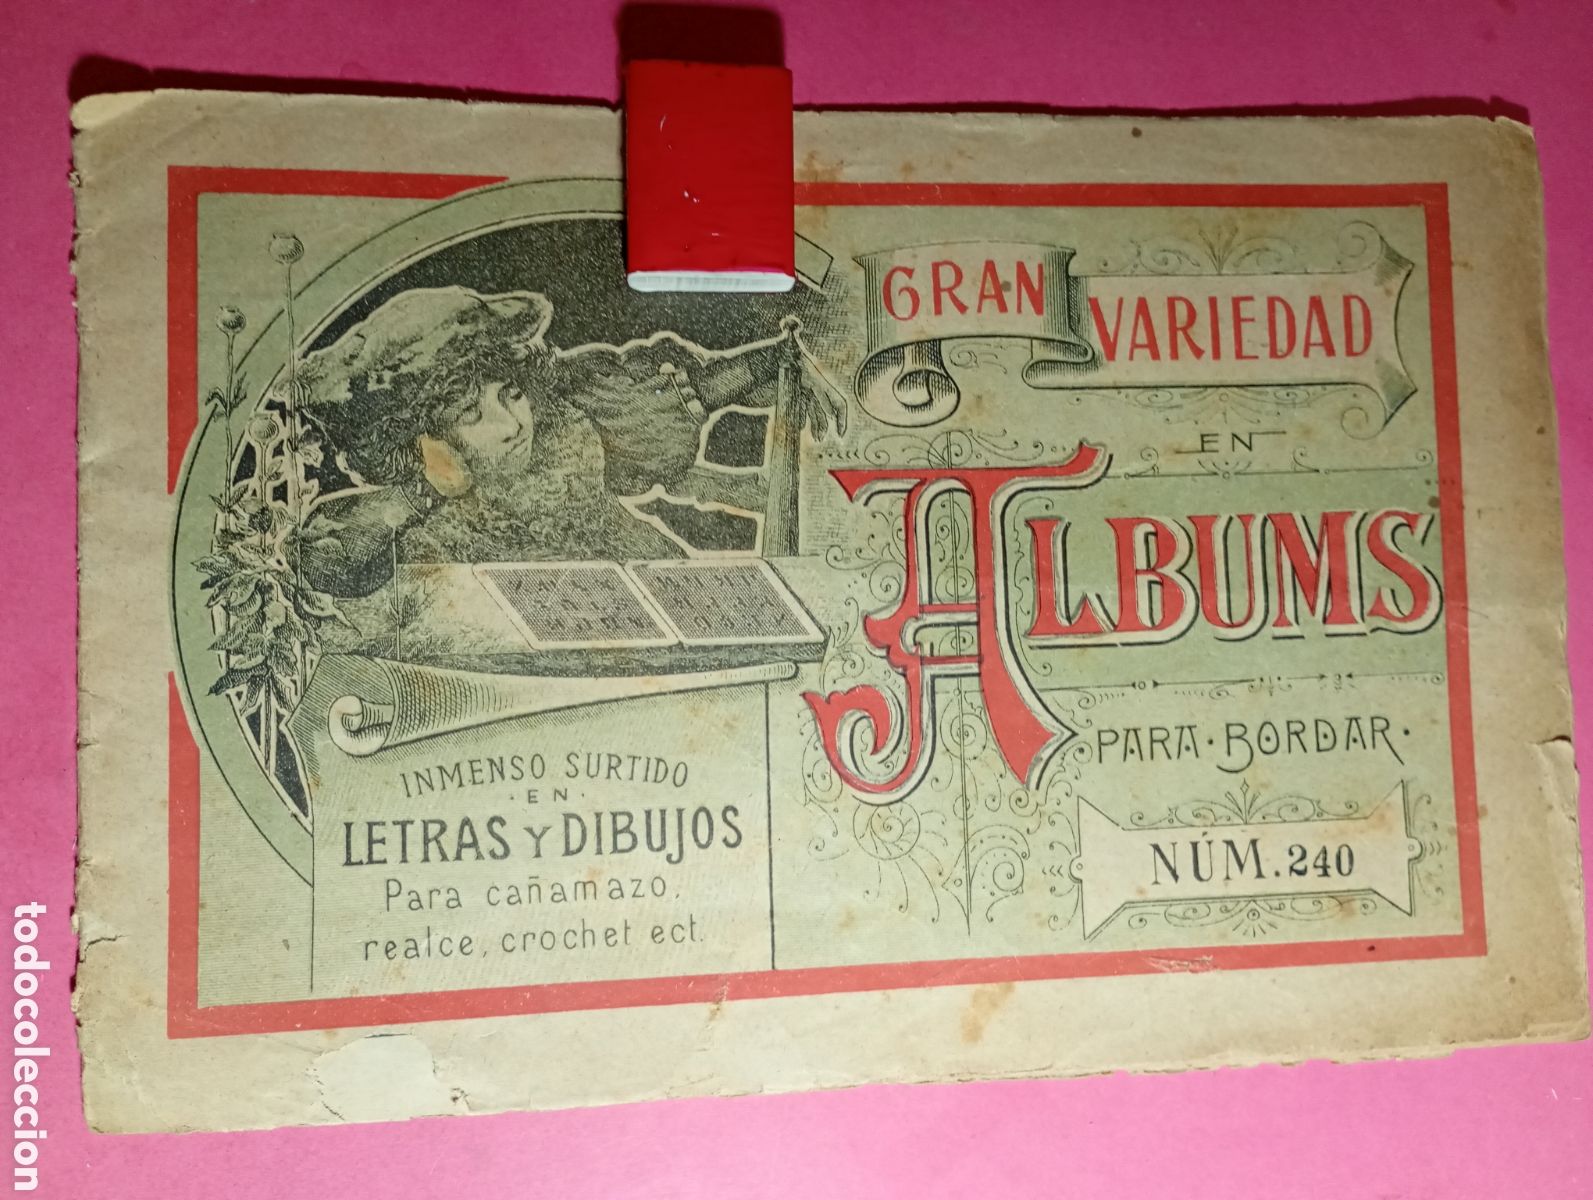 GRAN
VARIEDAD
EN
ALBUMS
PARA·BORDAR·
NÚM. 240
INMENSO SURTIDO
·EN·
LETRAS Y DIBUJOS
Para cañamazo,
realce, crochet ect.
todocoleccion